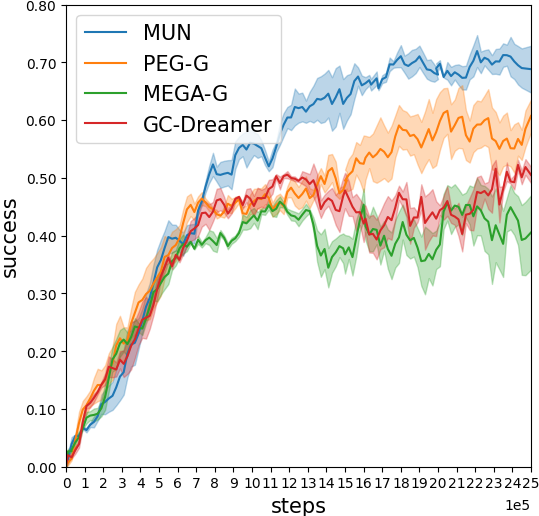 0.80
0.70
0.60
0.50
0.40
0.30
0.20
0.10
0.00
success
MUN
PEG-G
MEGA-G
GC-Dreamer
0 1 2 3 4 5 6 7 8 9 10 11 12 13 14 15 16 17 18 19 20 21 22 23 24 25
1e5
steps